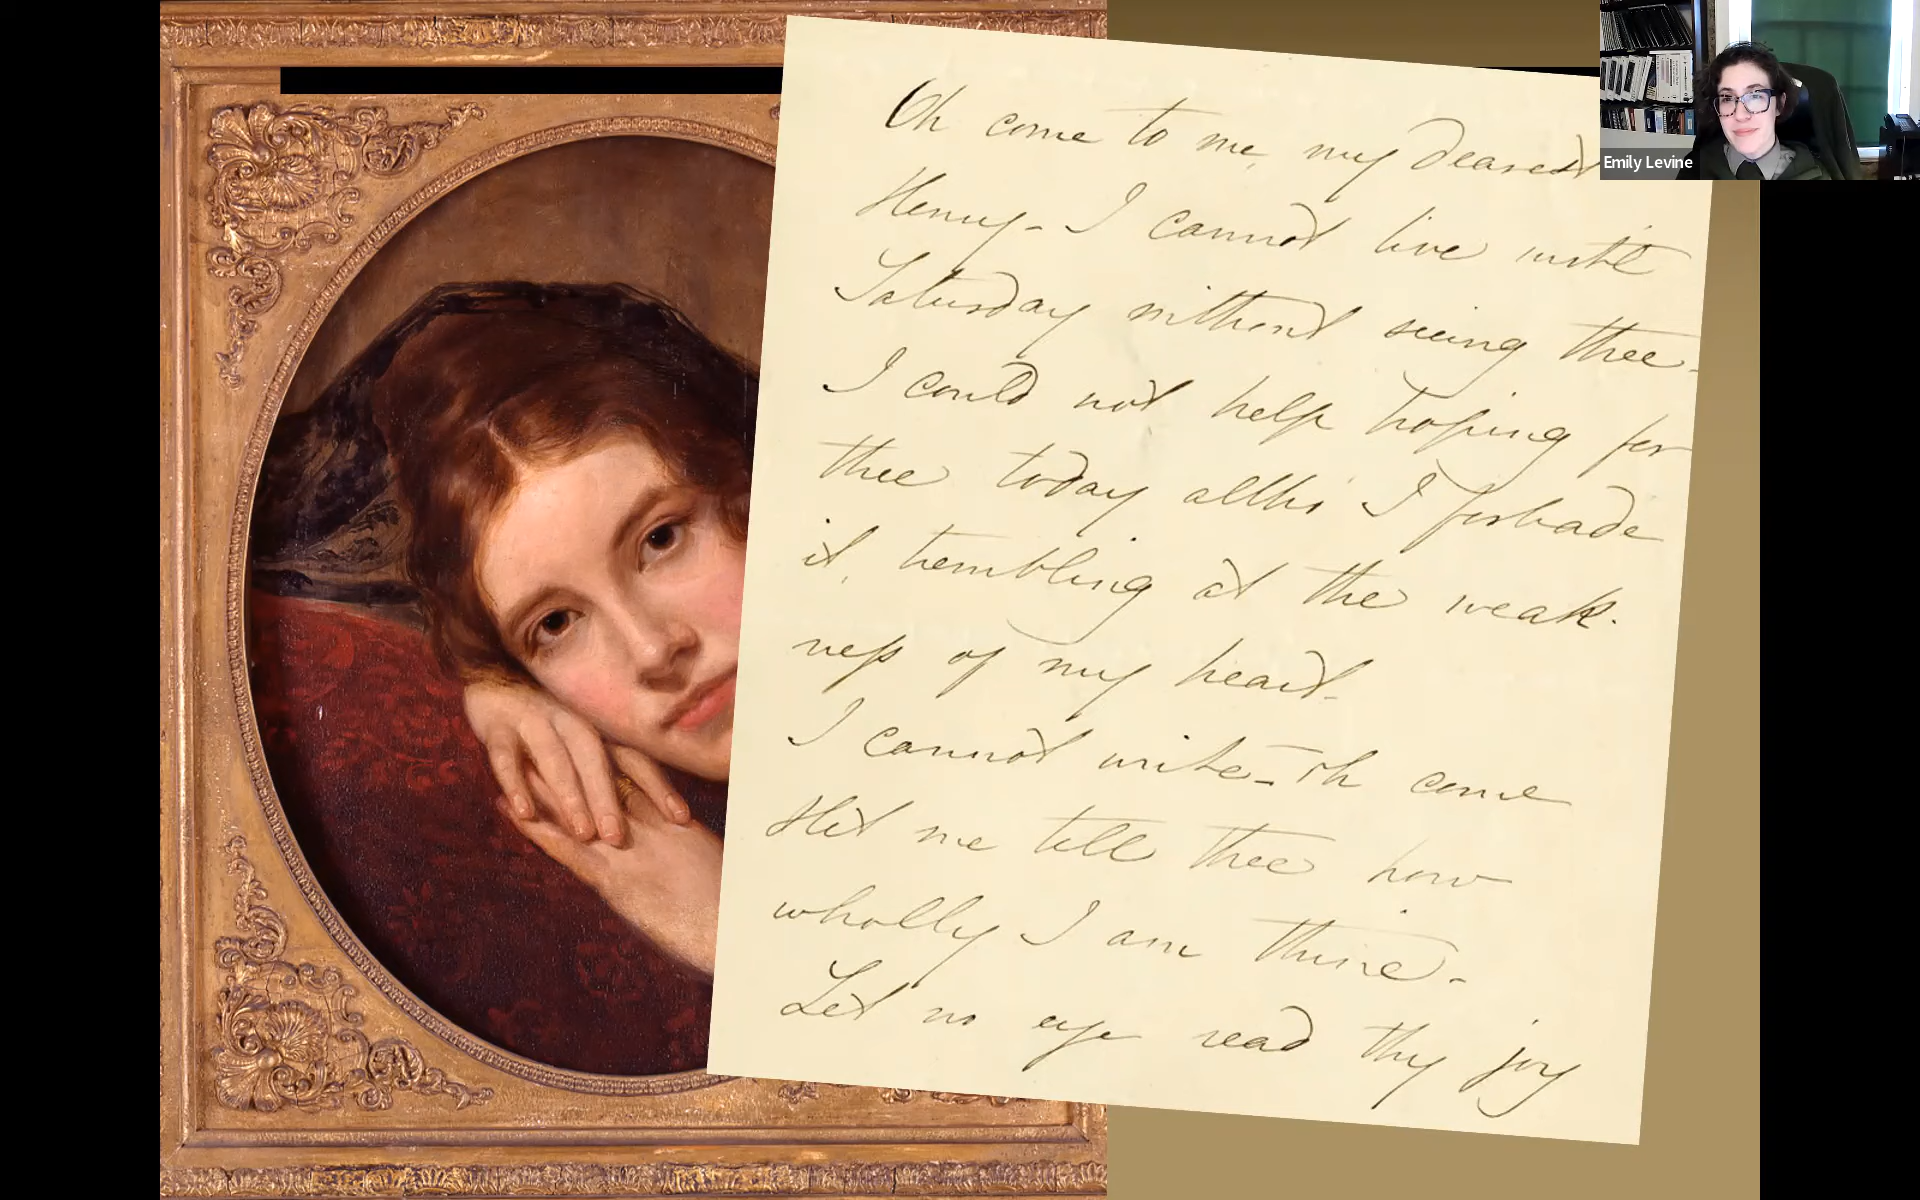 Oh come to me, my dearest
Henry – I cannot live until
Saturday without seeing thee –
I could not help hoping for
thee today altho' I forbade
it, trembling at the weak-
ness of my heart –
I cannot write – Oh come
& let me tell thee how
wholly I am thine –
Let no eye read thy joy
Emily Levine